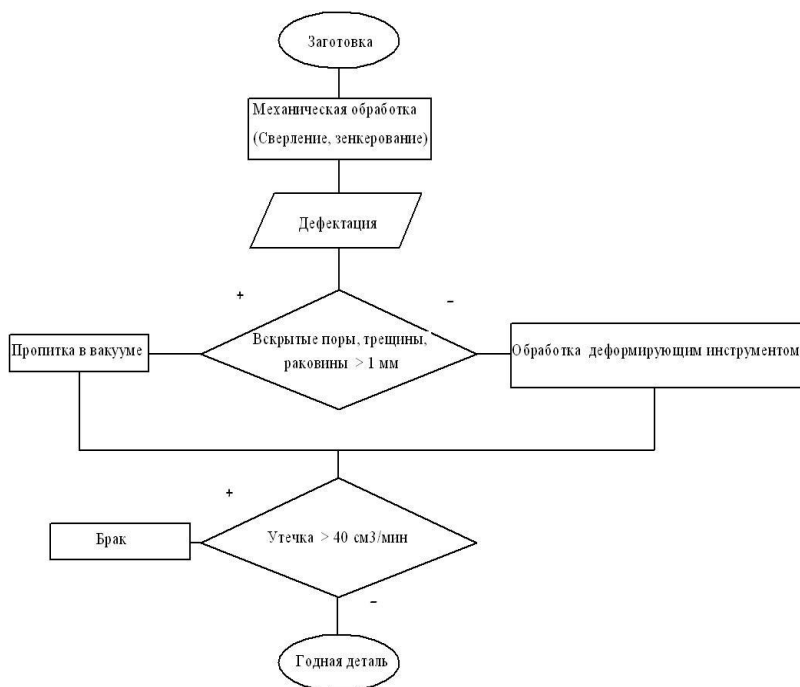 Заготовка
Механическая обработка
(Сверление, зенкерование)
Дефектация
+
-
Пропитка в вакууме
Вскрытые поры, трещины,
раковины > 1 мм
Обработка деформирующим инструментом
+
Брак
Утечка > 40 см3/мин
-
Годная деталь